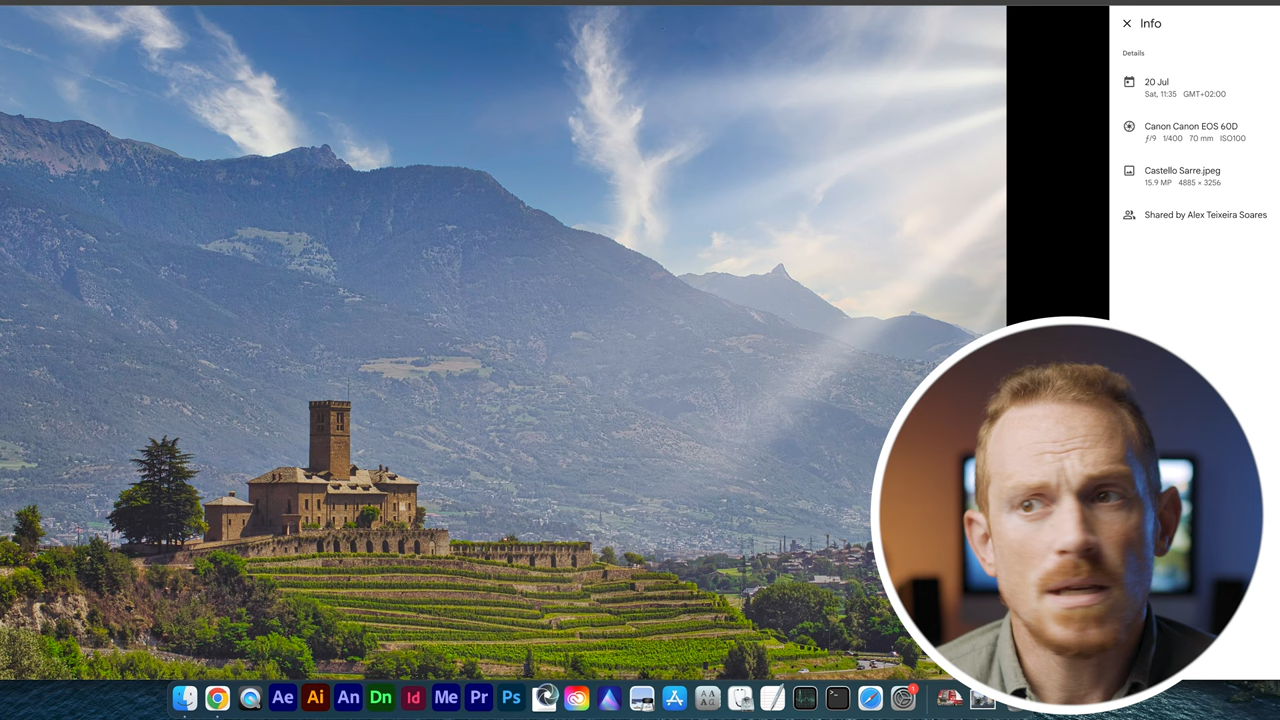 Info
Details
20 Jul
Sat, 11:35 GMT+02:00
Canon Canon EOS 60D
ƒ/9 1/400 70 mm ISO100
Castello Sarre.jpeg
15.9 MP 4885 × 3256
Shared by Alex Teixeira Soares
Ae Ai An Dn Id Me Pr Ps